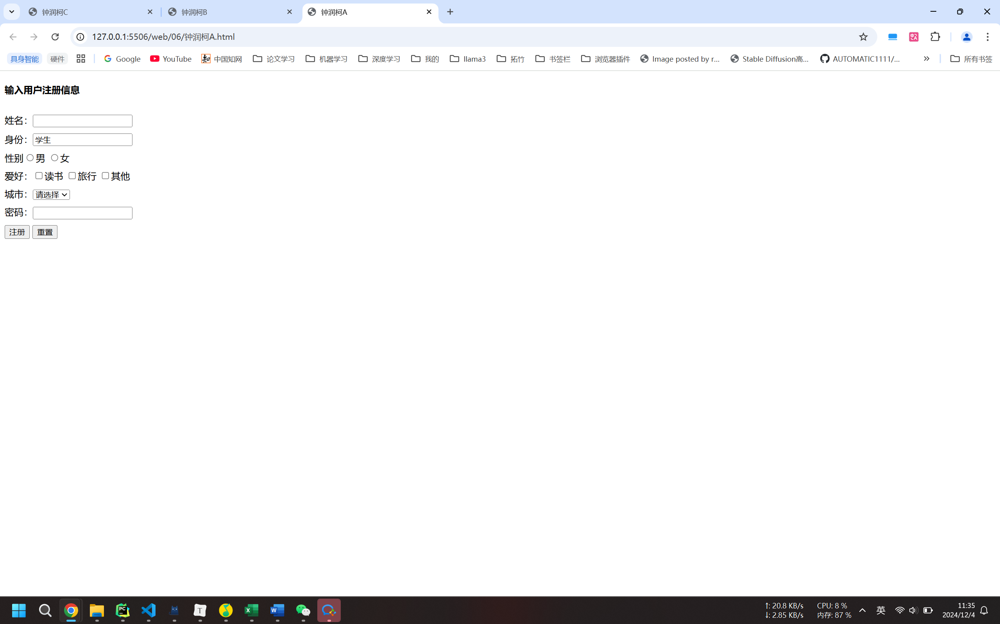 钟润柯C
钟润柯B
钟润柯A
127.0.0.1:5506/web/06/钟润柯A.html
具身智能 硬件 Google YouTube 中国知网 论文学习 机器学习 深度学习 我的 llama3 拓竹 书签栏 浏览器插件 Image posted by r... Stable Diffusion高... AUTOMATIC1111/... 所有书签
输入用户注册信息
姓名：
身份： 学生
性别 男 女
爱好： 读书 旅行 其他
城市： 请选择
密码：
注册 重置
↑: 20.8 KB/s CPU: 8 %
↓: 2.85 KB/s 内存: 87 %
英
11:35
2024/12/4